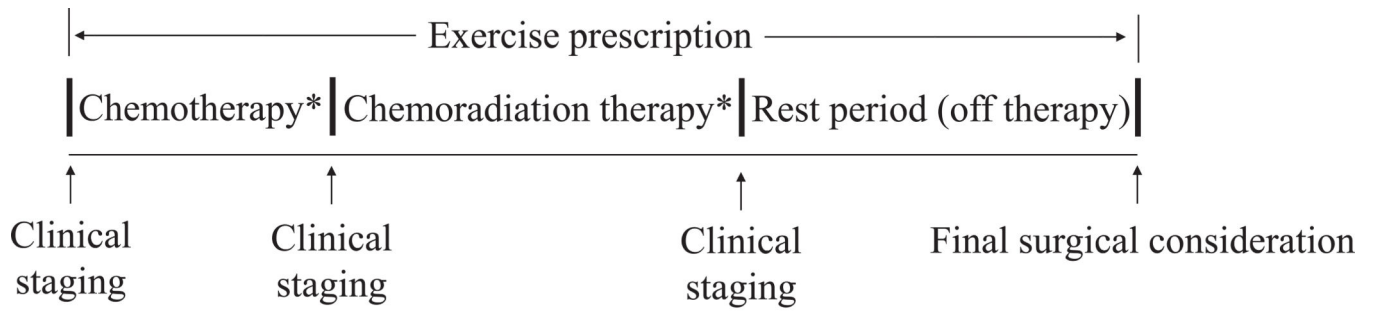 Exercise prescription
Chemotherapy* Chemoradiation therapy* Rest period (off therapy)
Clinical staging
Clinical staging
Clinical staging
Final surgical consideration